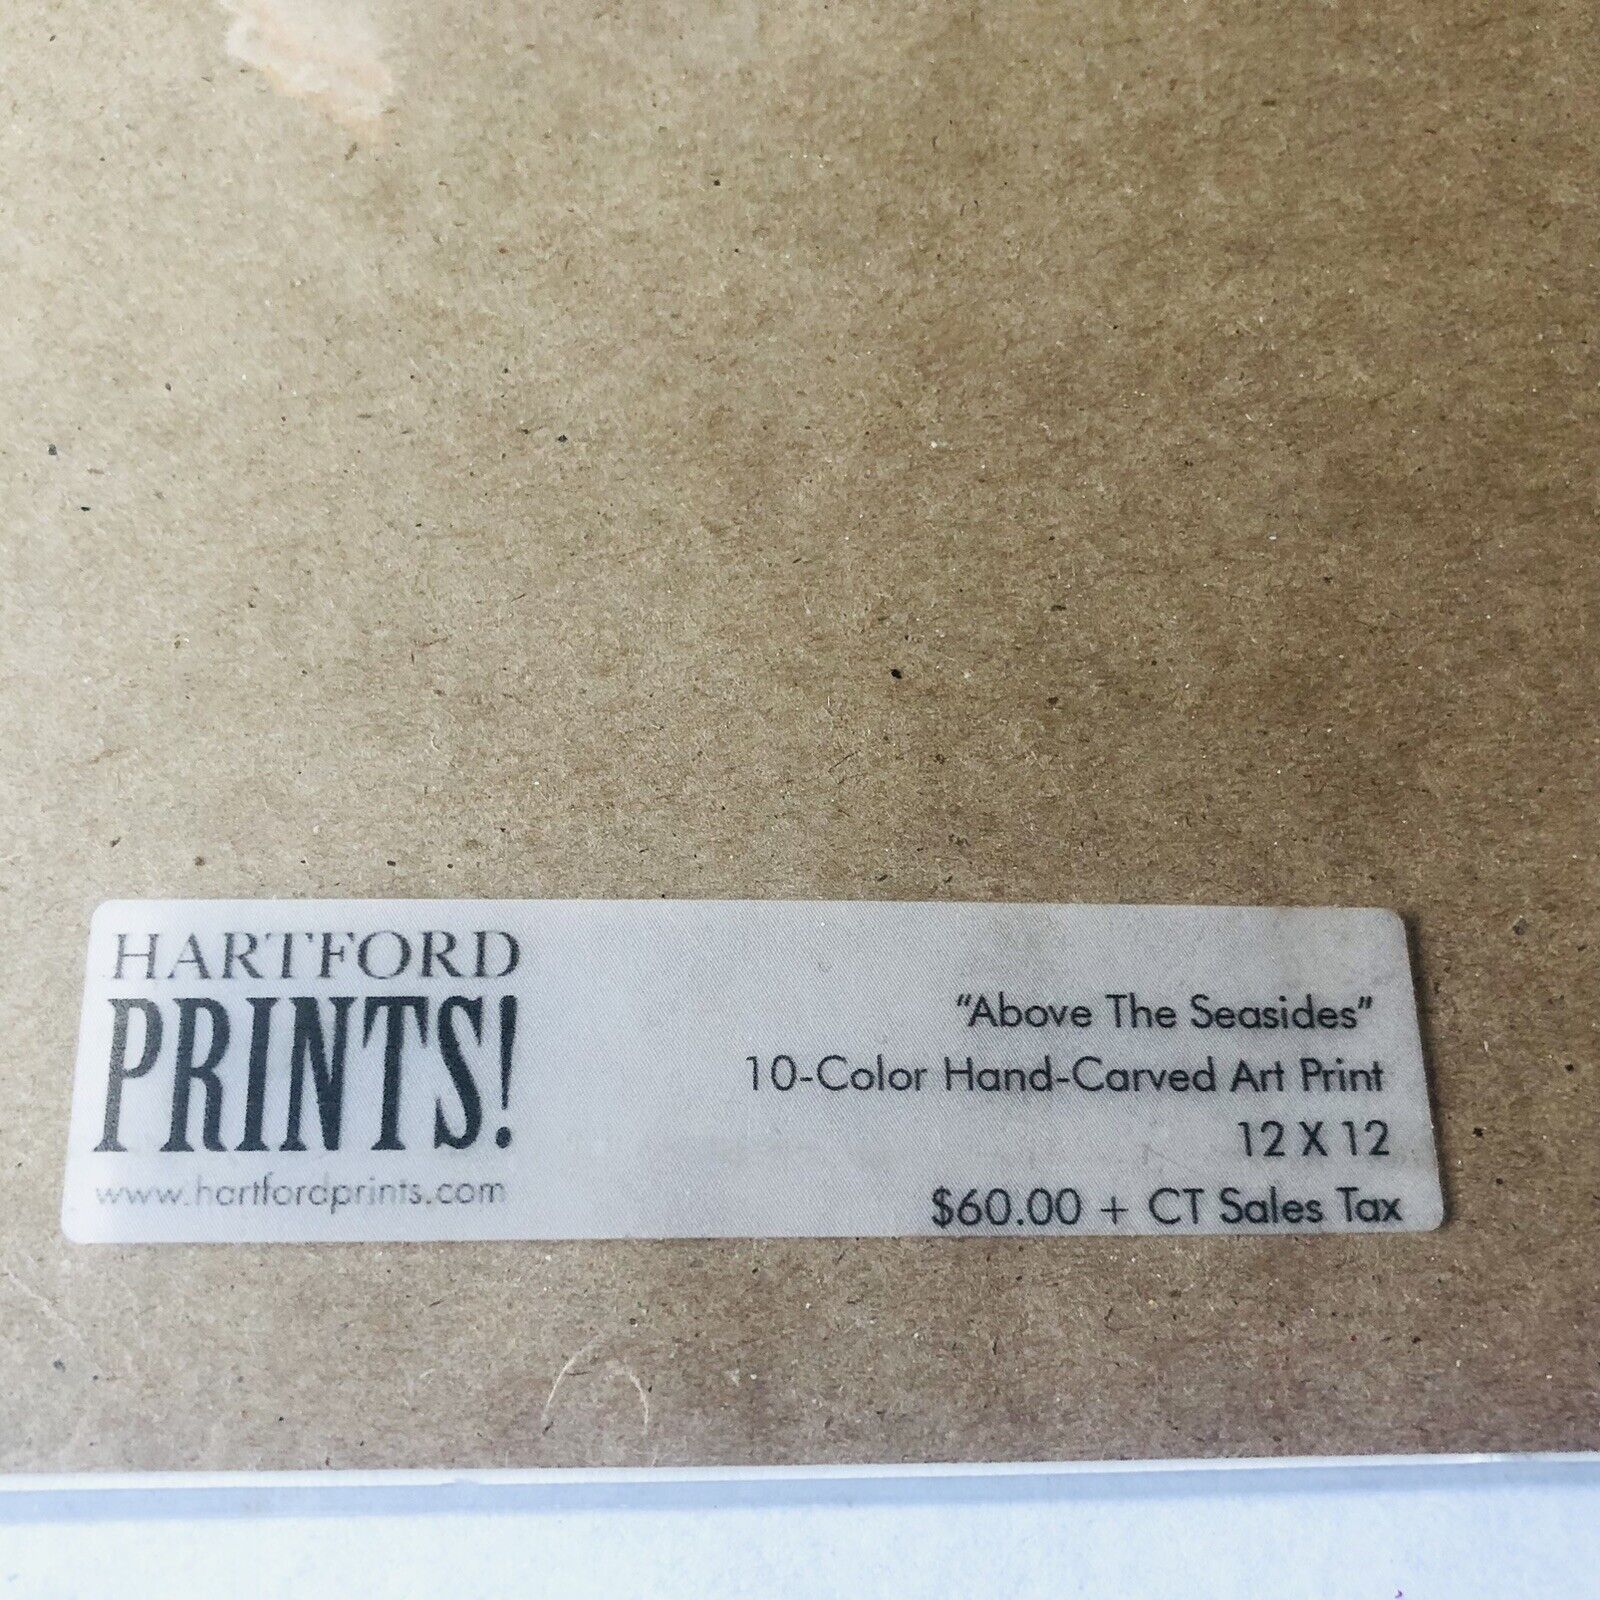 HARTFORD
PRINTS!
www.hartfordprints.com
"Above The Seasides"
10-Color Hand-Carved Art Print
12 X 12
$60.00 + CT Sales Tax